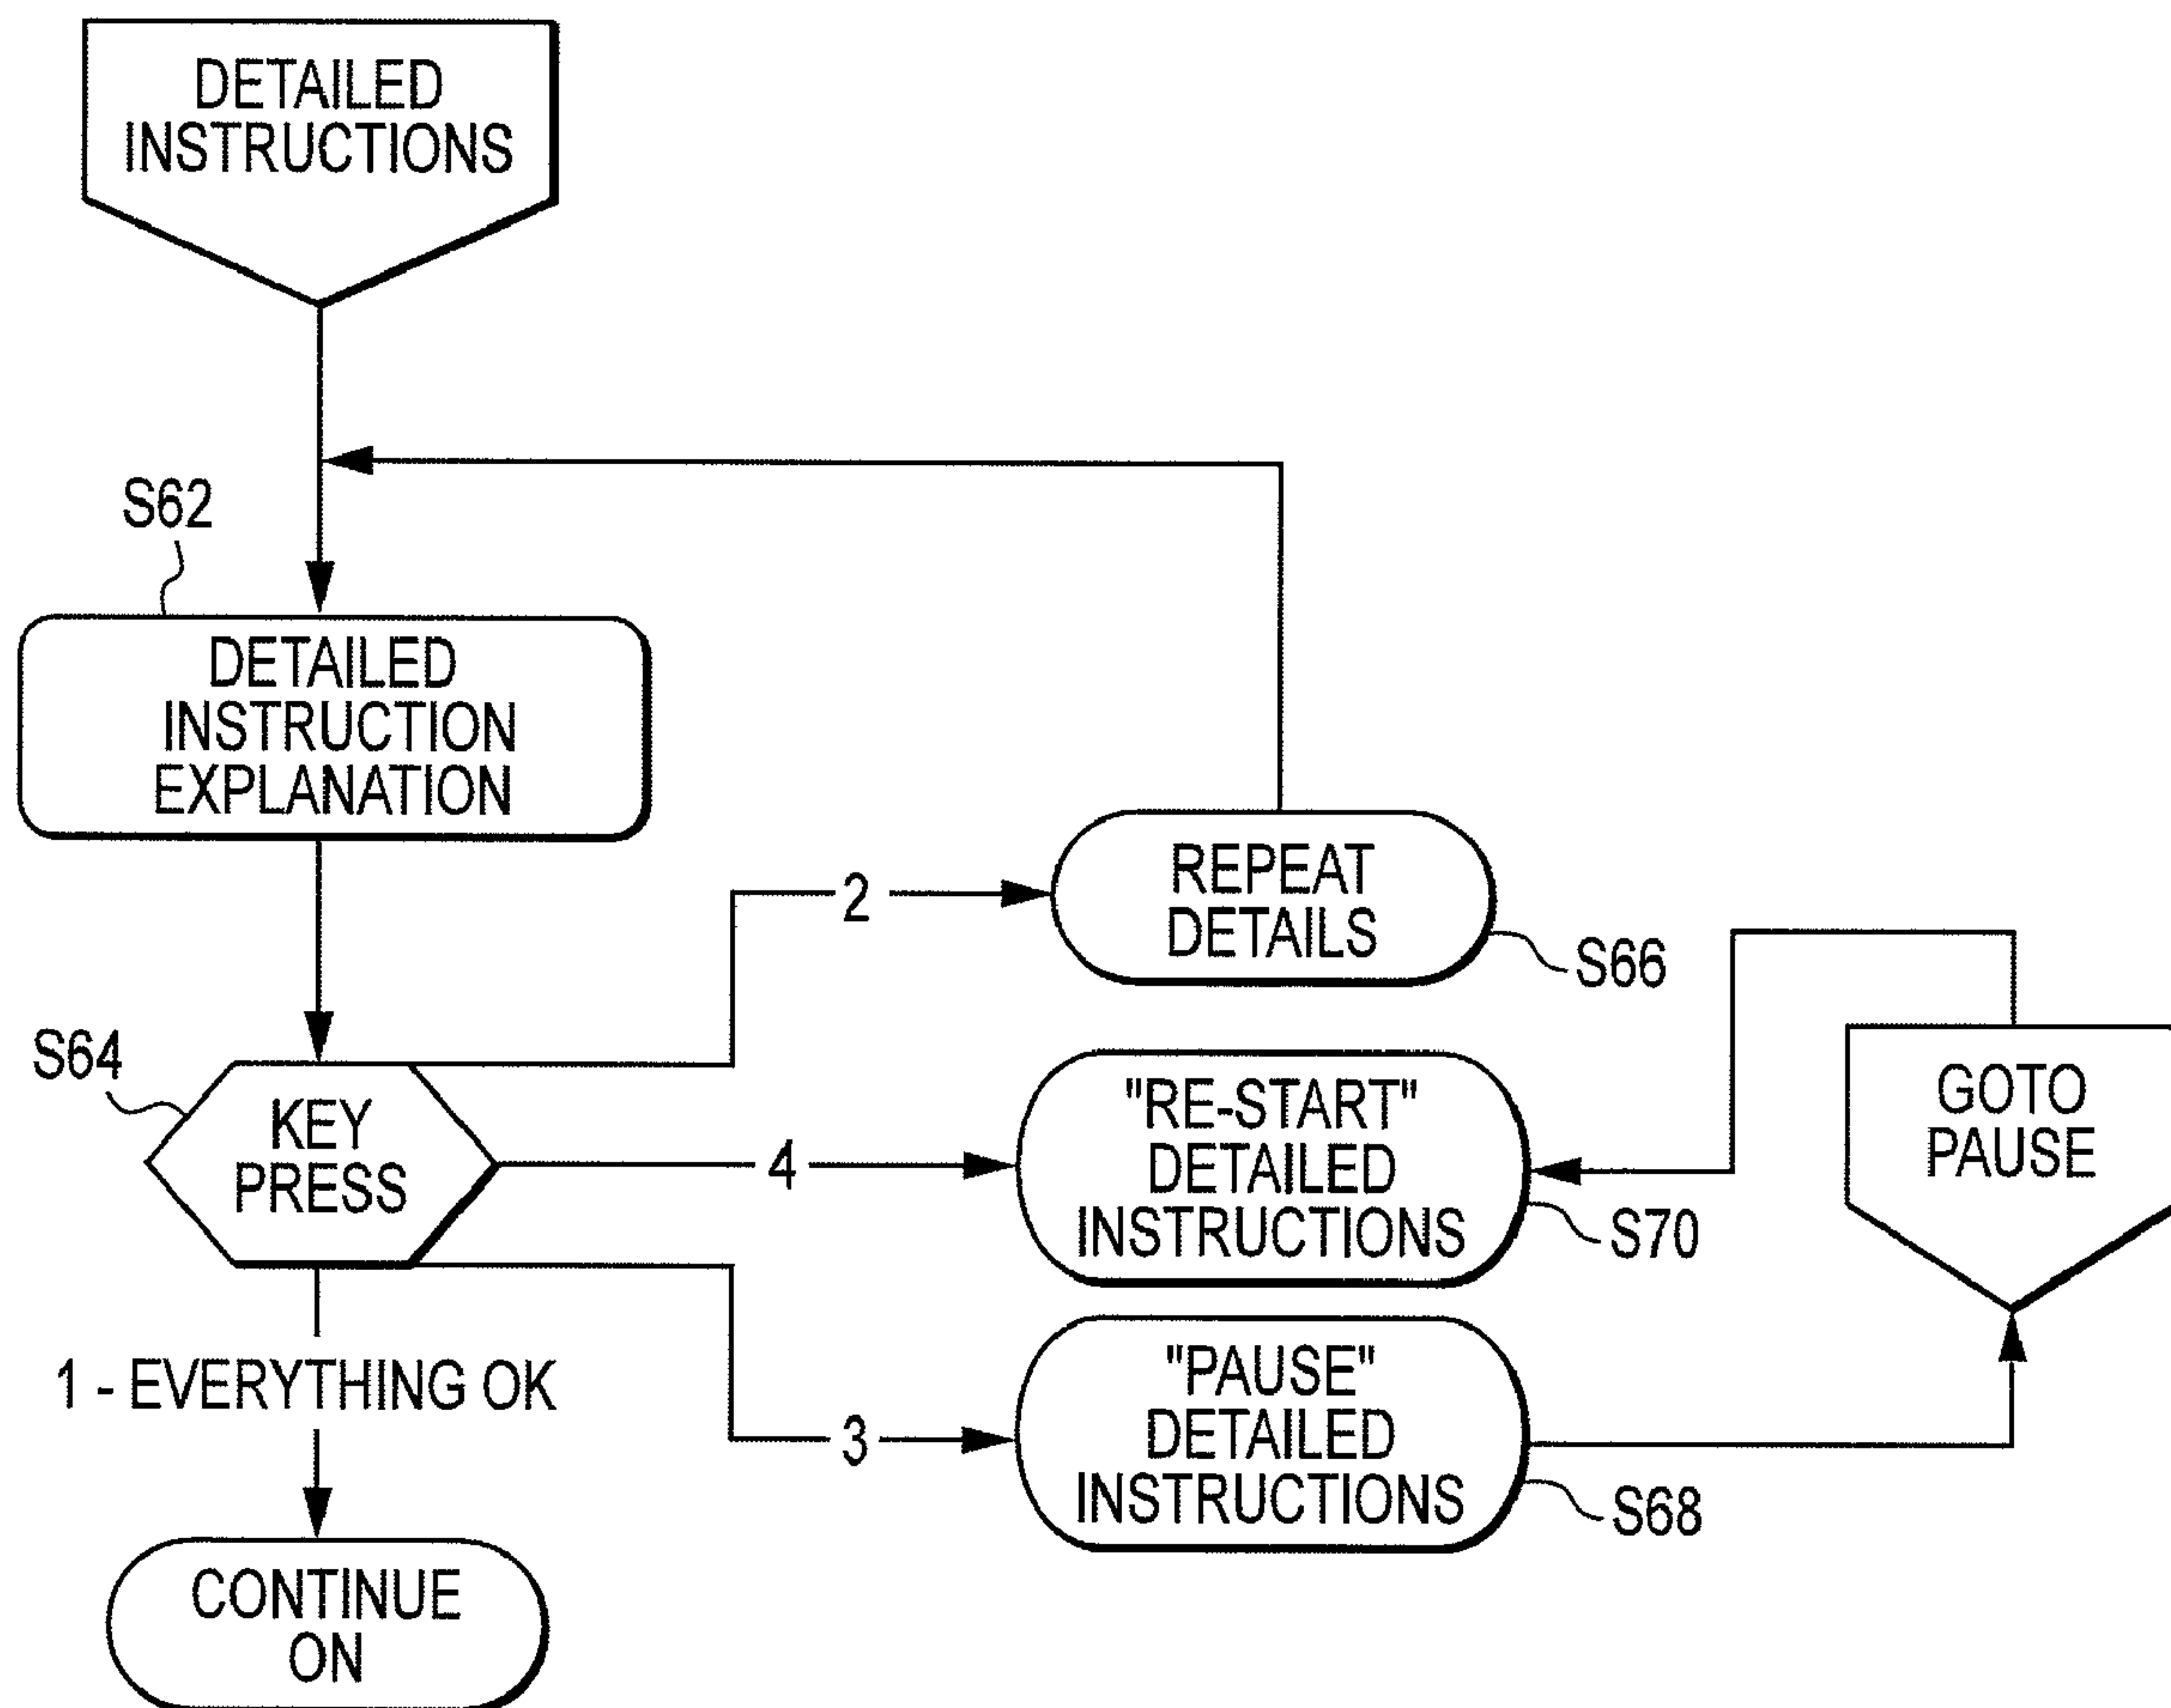 DETAILED
INSTRUCTIONS
S62
DETAILED
INSTRUCTION
EXPLANATION
2
REPEAT
DETAILS
S66
S64
KEY
PRESS
4
"RE-START"
DETAILED
INSTRUCTIONS
S70
GOTO
PAUSE
1 - EVERYTHING OK
3
"PAUSE"
DETAILED
INSTRUCTIONS
S68
CONTINUE
ON